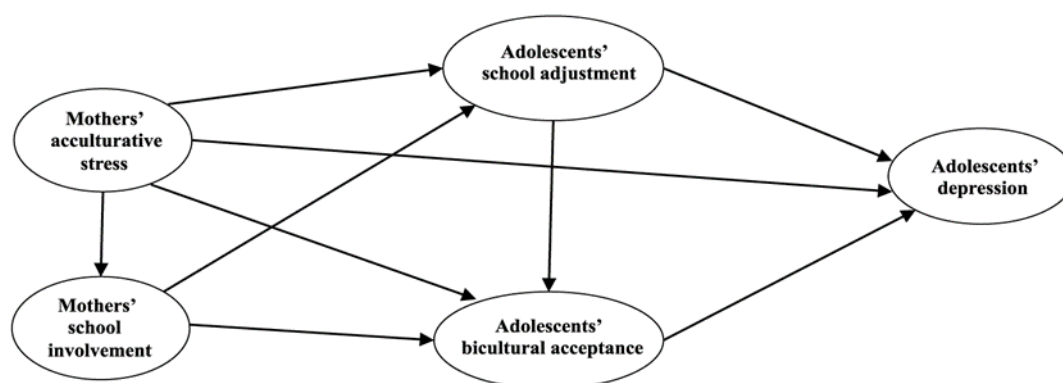 Adolescents’
school adjustment
Mothers’
acculturative
stress
Adolescents’
depression
Mothers’
school
involvement
Adolescents’
bicultural acceptance